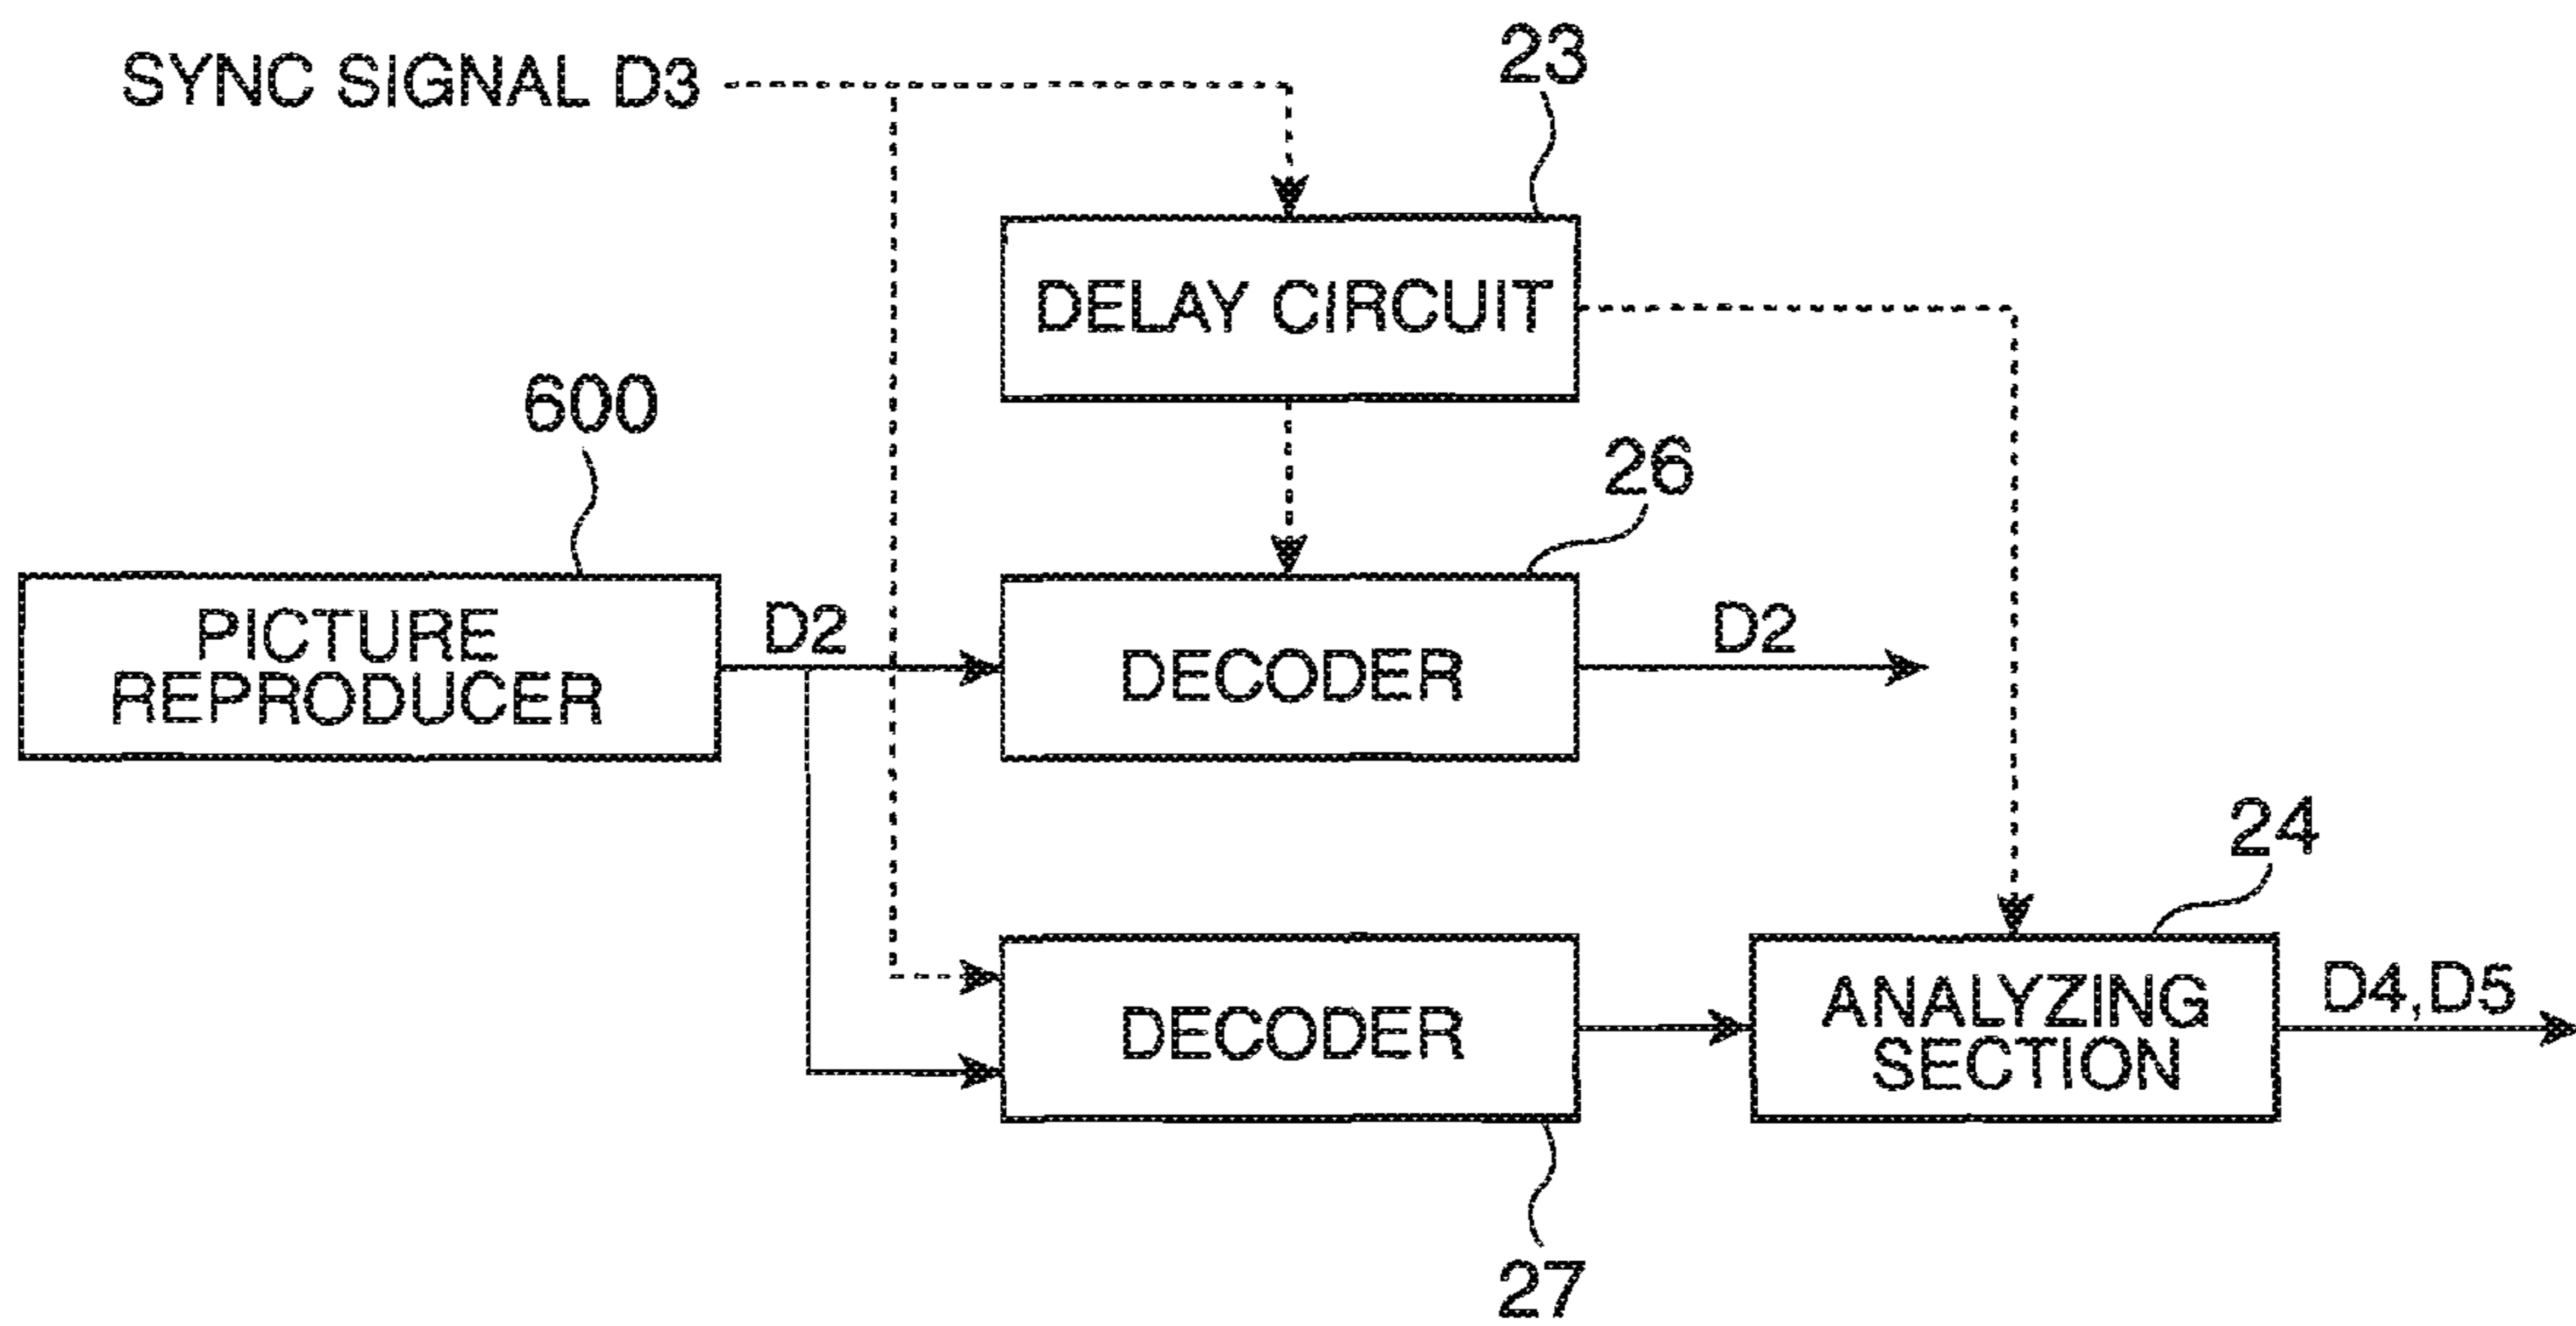 SYNC SIGNAL D3
23
DELAY CIRCUIT
600
26
PICTURE
REPRODUCER
D2
DECODER
D2
24
DECODER
ANALYZING
SECTION
D4,D5
27